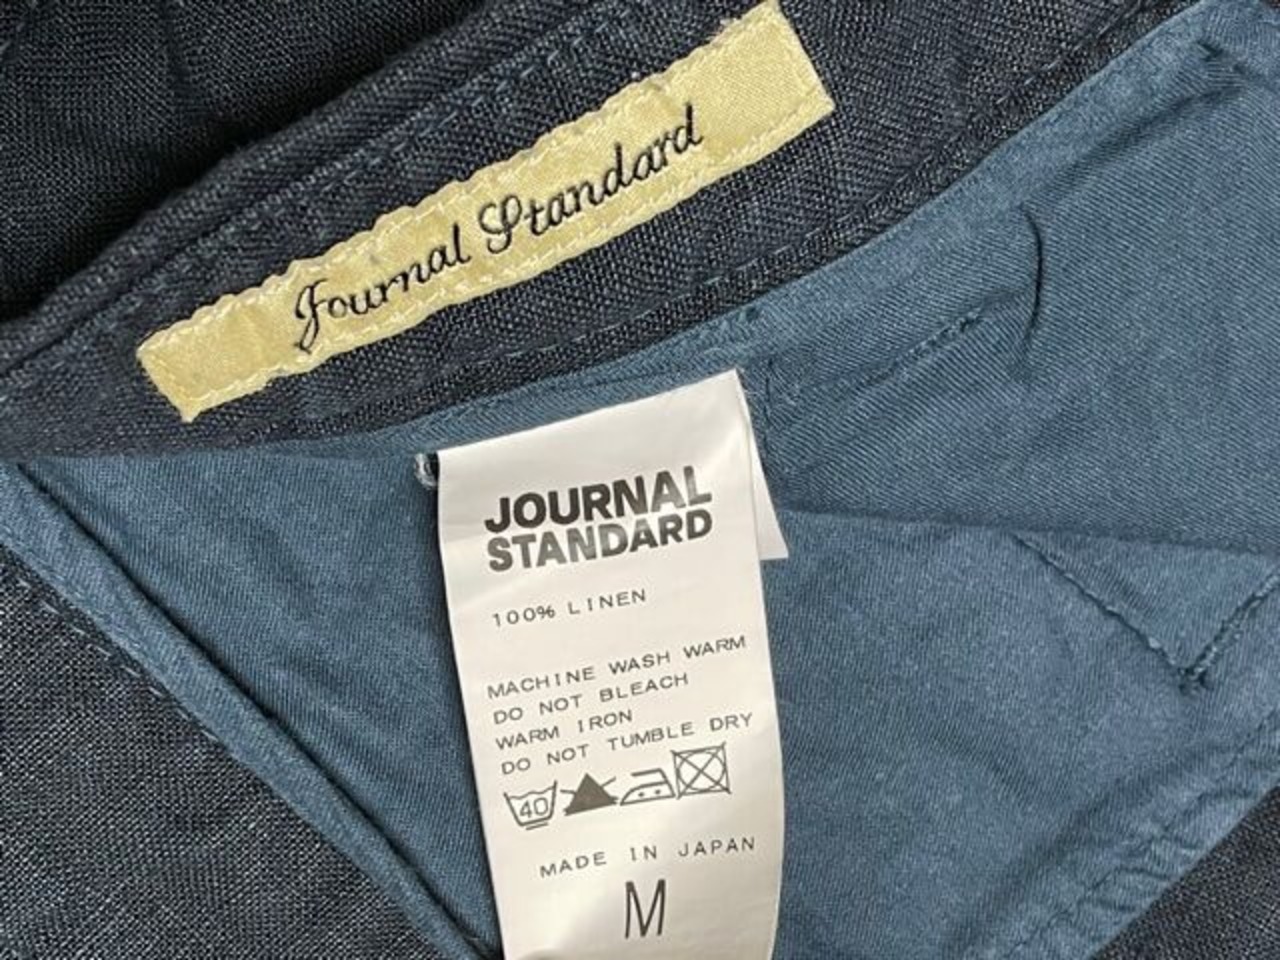 Journal Standard
JOURNAL
STANDARD
100% LINEN
MACHINE WASH WARM
DO NOT BLEACH
WARM IRON
DO NOT TUMBLE DRY
40
MADE IN JAPAN
M